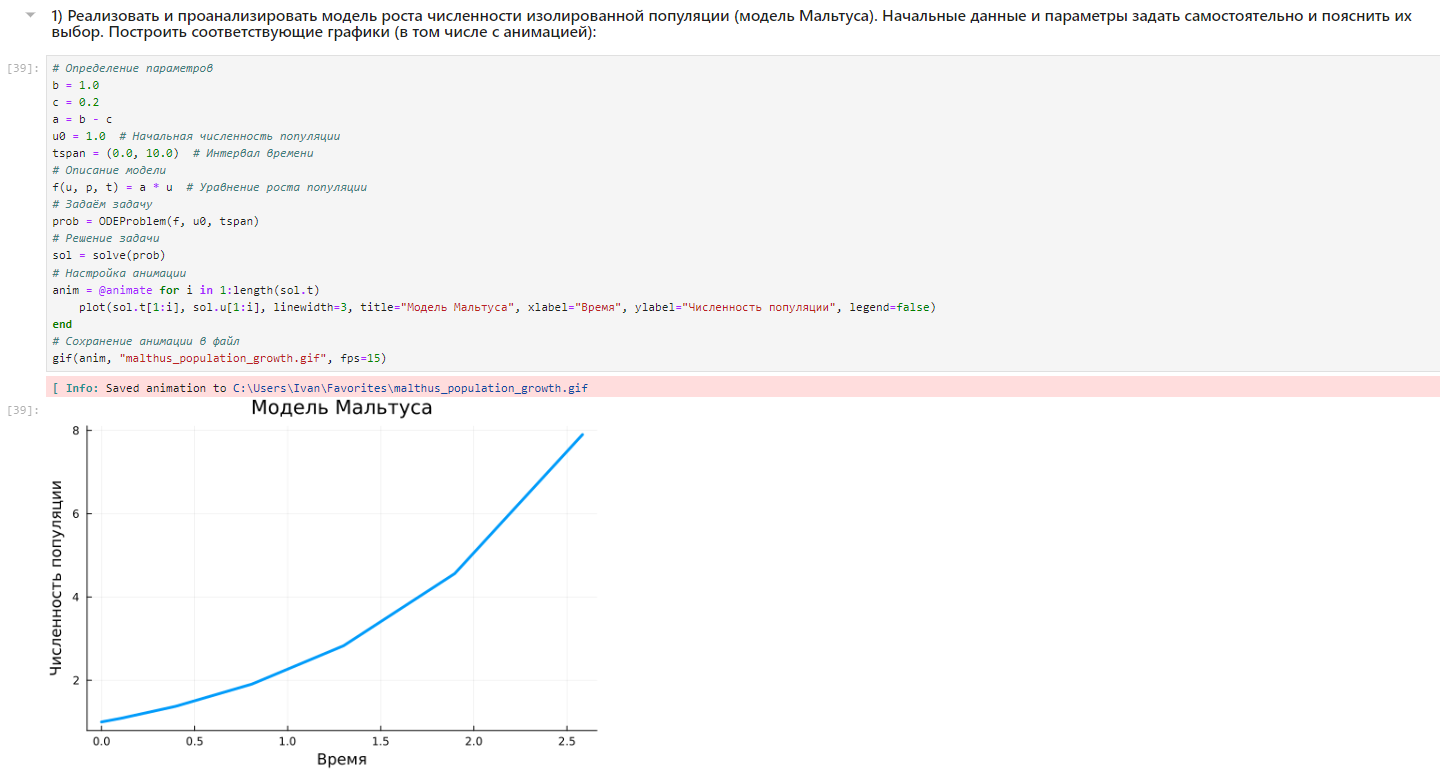 1) Реализовать и проанализировать модель роста численности изолированной популяции (модель Мальтуса). Начальные данные и параметры задать самостоятельно и пояснить их
выбор. Построить соответствующие графики (в том числе с анимацией):
[39]:
# Определение параметров
b = 1.0
c = 0.2
a = b - c
u0 = 1.0  # Начальная численность популяции
tspan = (0.0, 10.0)  # Интервал времени
# Описание модели
f(u, p, t) = a * u  # Уравнение роста популяции
# Задаём задачу
prob = ODEProblem(f, u0, tspan)
# Решение задачи
sol = solve(prob)
# Настройка анимации
anim = @animate for i in 1:length(sol.t)
    plot(sol.t[1:i], sol.u[1:i], linewidth=3, title="Модель Мальтуса", xlabel="Время", ylabel="Численность популяции", legend=false)
end
# Сохранение анимации в файл
gif(anim, "malthus_population_growth.gif", fps=15)
[ Info: Saved animation to C:\Users\Ivan\Favorites\malthus_population_growth.gif
[39]:
Модель Мальтуса
Численность популяции
8
6
4
2
0.0 0.5 1.0 1.5 2.0 2.5
Время